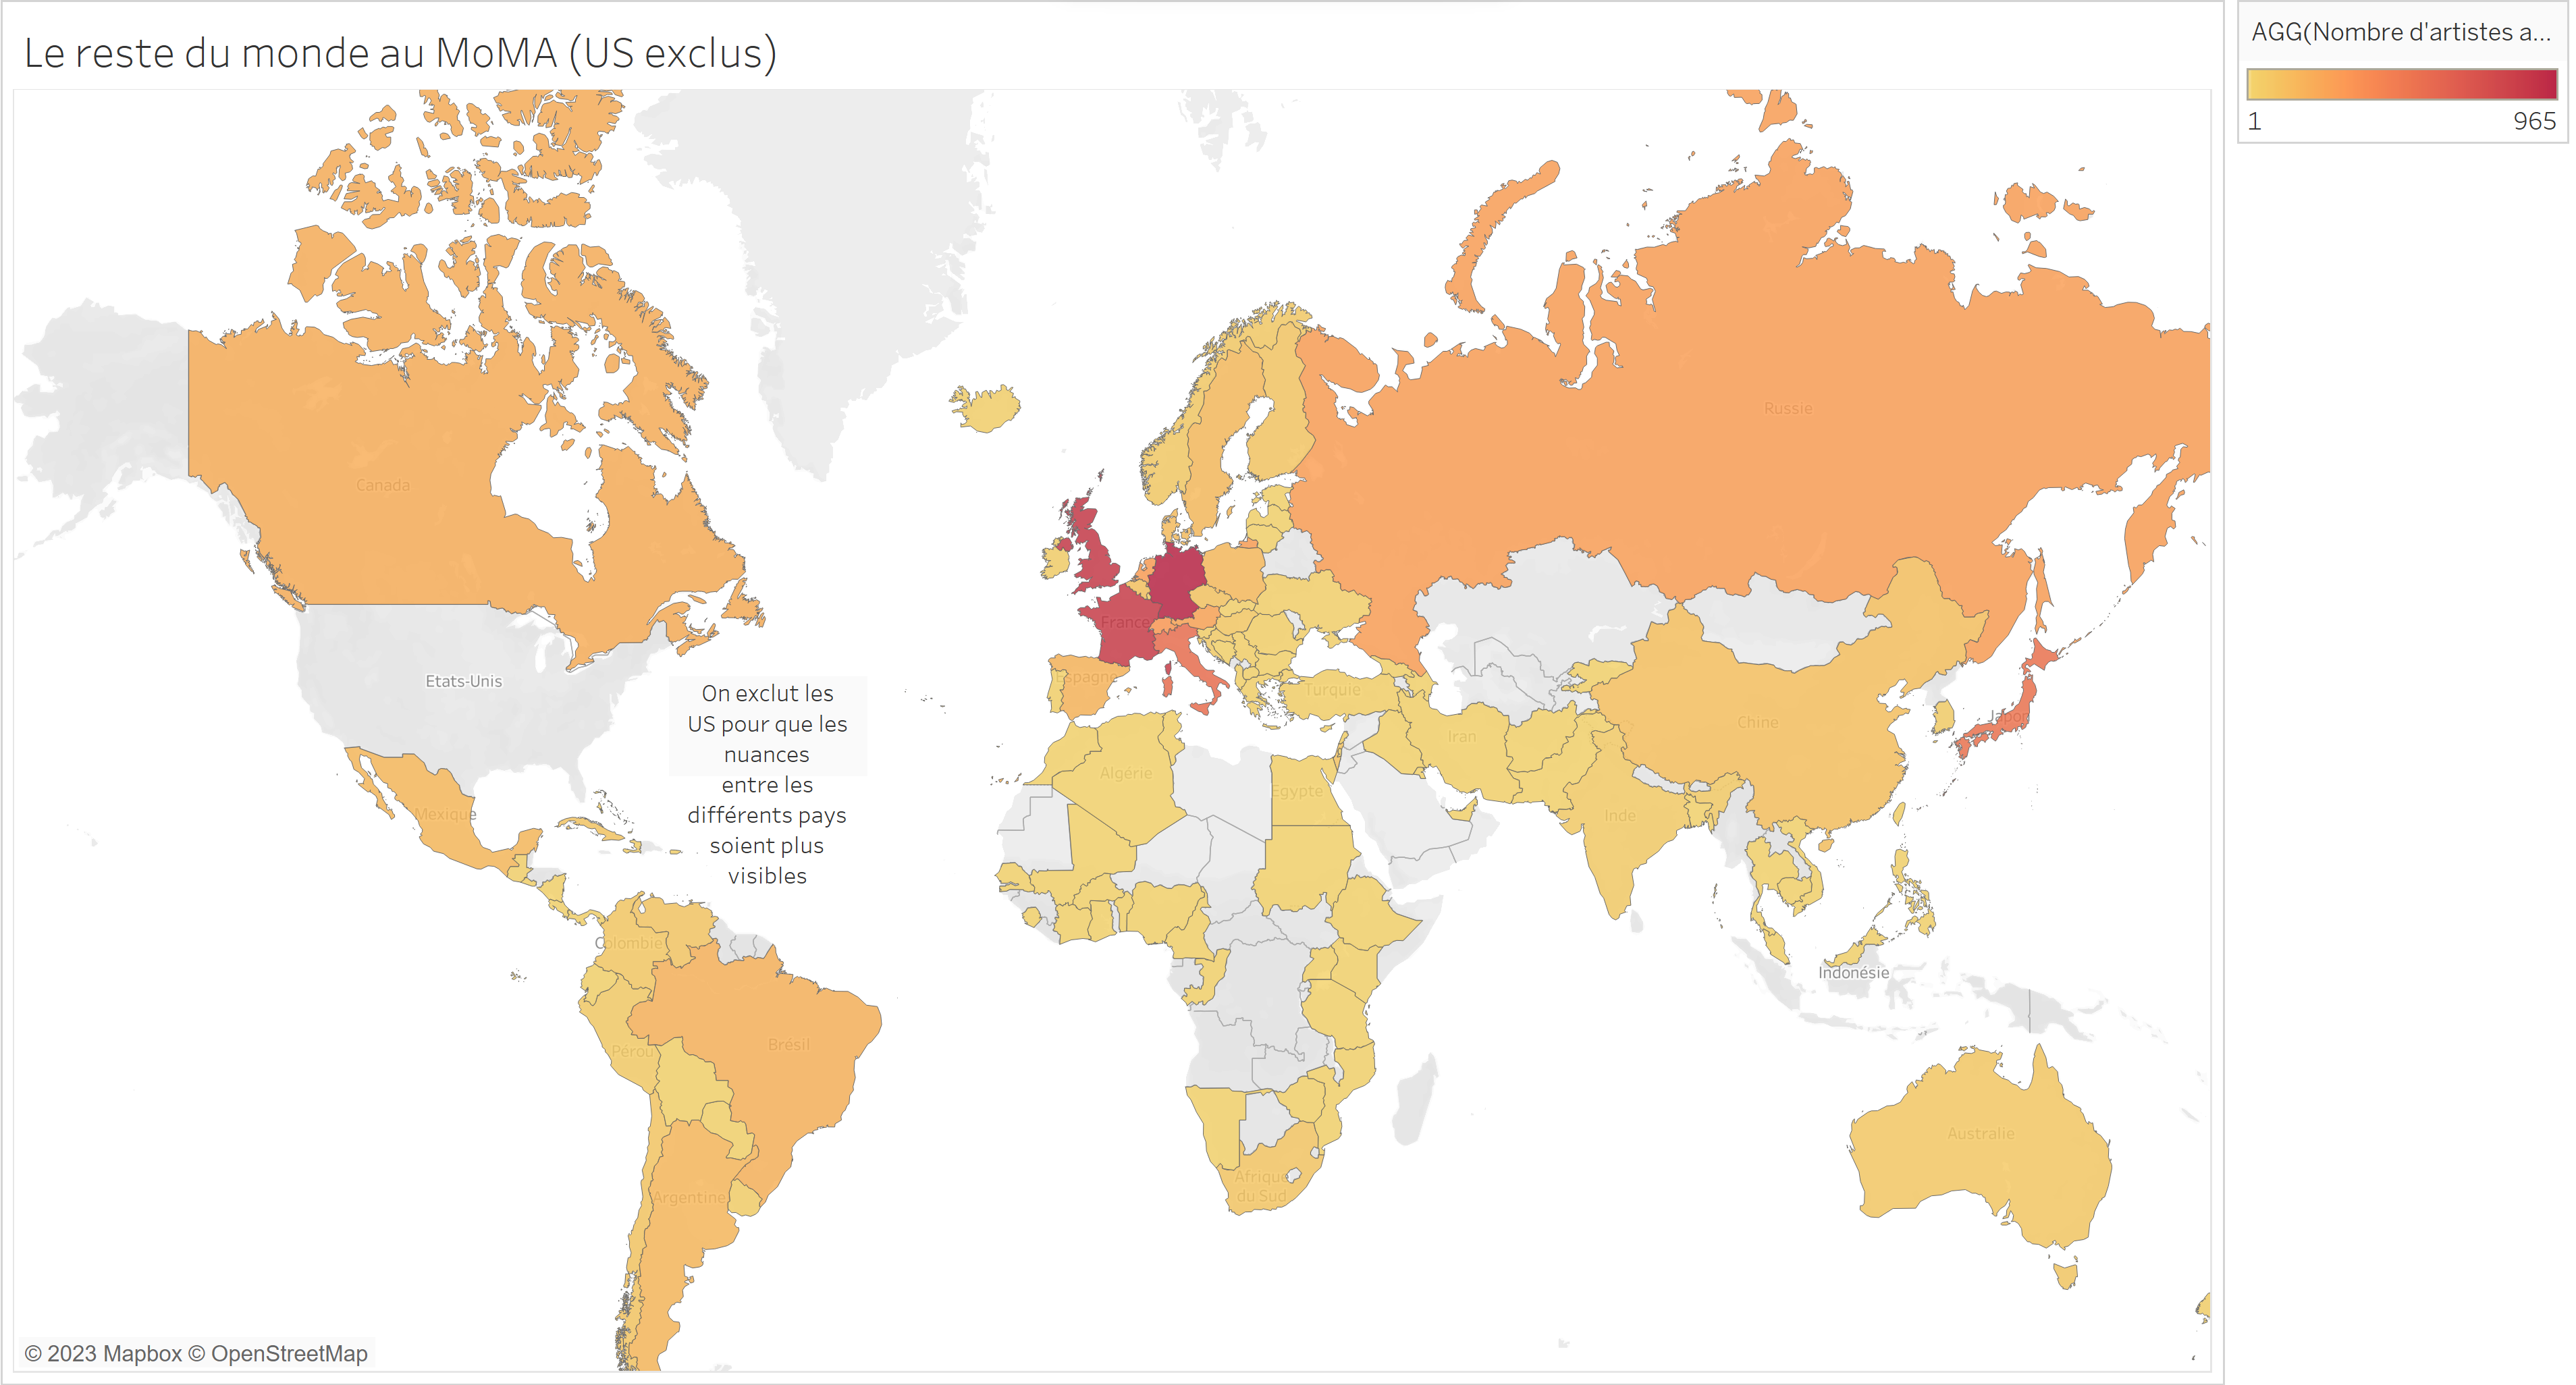 Le reste du monde au MoMA (US exclus)
AGG(Nombre d'artistes a...
1 965
Russie
Canada
France
Etats-Unis
Espagne
Turquie
Japon
Chine
Iran
On exclut les
US pour que les
nuances
entre les
différents pays
soient plus
visibles
Algérie
Egypte
Mexique
Inde
Colombie
Indonésie
Brésil
Pérou
Australie
Afrique
du Sud
Argentine
© 2023 Mapbox © OpenStreetMap